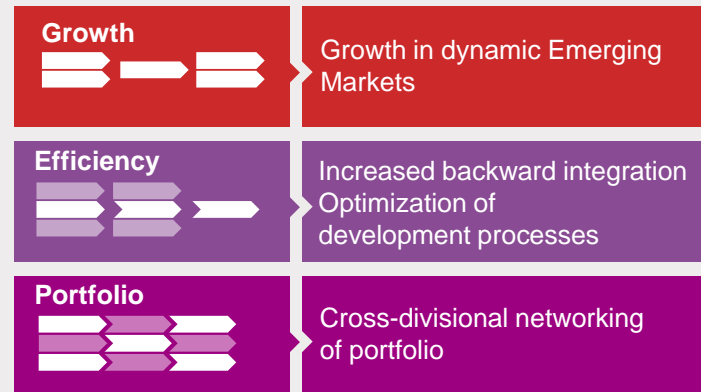 Growth
Growth in dynamic Emerging
Markets
Efficiency
Increased backward integration
Optimization of
development processes
Portfolio
Cross-divisional networking
of portfolio